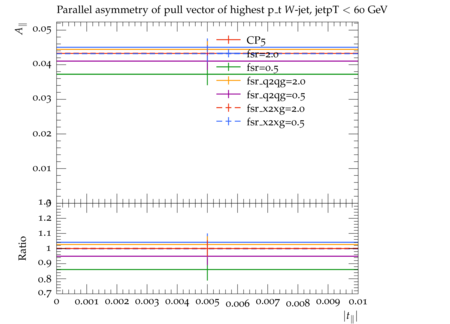 Parallel asymmetry of pull vector of highest p_t W-jet, jetpT < 60 GeV
A∥
0.05
0.04
0.03
0.02
0.01
CP5
fsr=2.0
fsr=0.5
fsr_q2qg=2.0
fsr_q2qg=0.5
fsr_x2xg=2.0
fsr_x2xg=0.5
Ratio
1.2
1.1
1
0.9
0.8
0.7
0 0.001 0.002 0.003 0.004 0.005 0.006 0.007 0.008 0.009 0.01
|t∥|